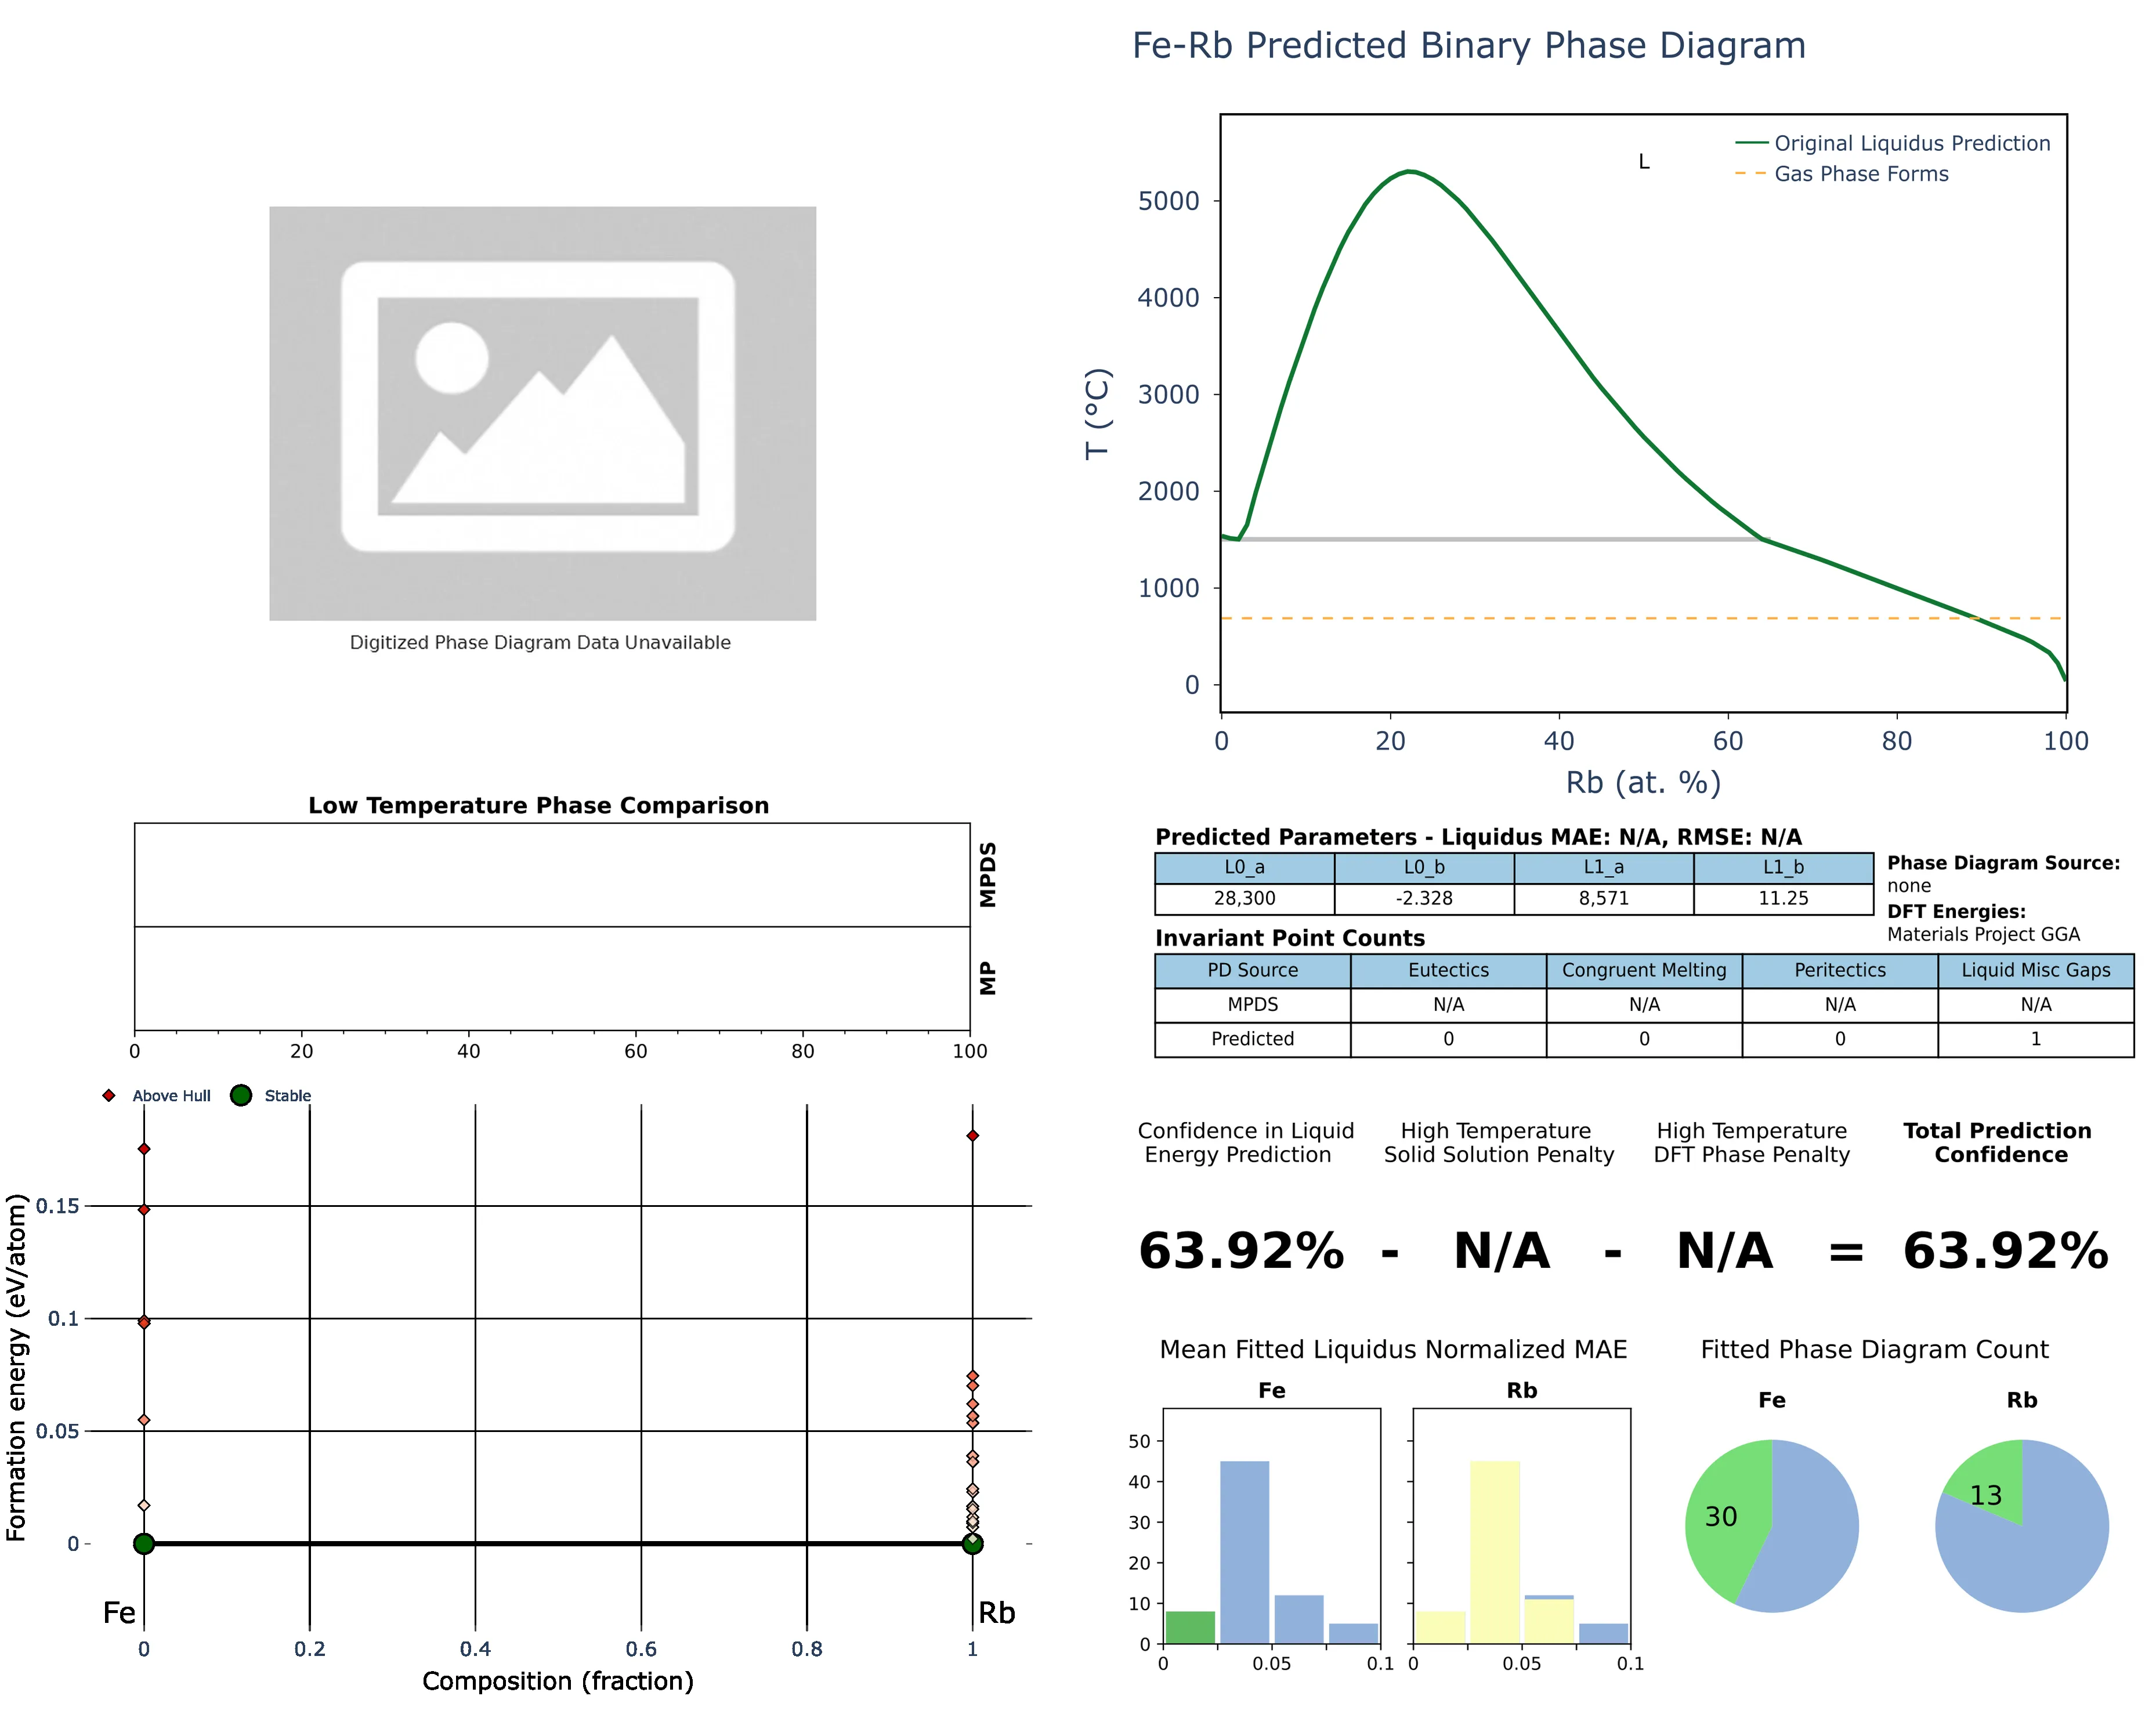 Fe-Rb Predicted Binary Phase Diagram
Digitized Phase Diagram Data Unavailable
Original Liquidus Prediction
Gas Phase Forms
L
T (°C)
5000
4000
3000
2000
1000
0
0 20 40 60 80 100
Rb (at. %)
Low Temperature Phase Comparison
MPDS
MP
0 20 40 60 80 100
Predicted Parameters - Liquidus MAE: N/A, RMSE: N/A
L0_a L0_b L1_a L1_b
28,300 -2.328 8,571 11.25
Phase Diagram Source:
none
DFT Energies:
Materials Project GGA
Invariant Point Counts
PD Source Eutectics Congruent Melting Peritectics Liquid Misc Gaps
MPDS N/A N/A N/A N/A
Predicted 0 0 0 1
Above Hull Stable
Formation energy (eV/atom)
0.15
0.1
0.05
0
Fe Rb
0 0.2 0.4 0.6 0.8 1
Composition (fraction)
Confidence in Liquid
Energy Prediction
High Temperature
Solid Solution Penalty
High Temperature
DFT Phase Penalty
Total Prediction
Confidence
63.92% - N/A - N/A = 63.92%
Mean Fitted Liquidus Normalized MAE
Fe Rb
50
40
30
20
10
0
0 0.05 0.1 0 0.05 0.1
Fitted Phase Diagram Count
Fe Rb
30 13